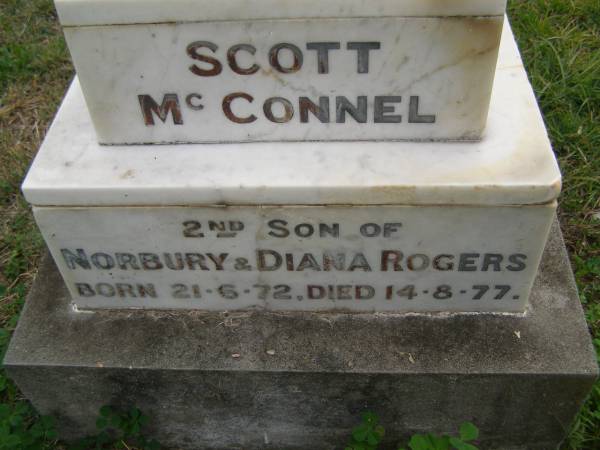 SCOTT
Mc CONNEL
2ND SON OF
NORBURY & DIANA ROGERS
BORN 21·6·72, DIED 14·8·77.